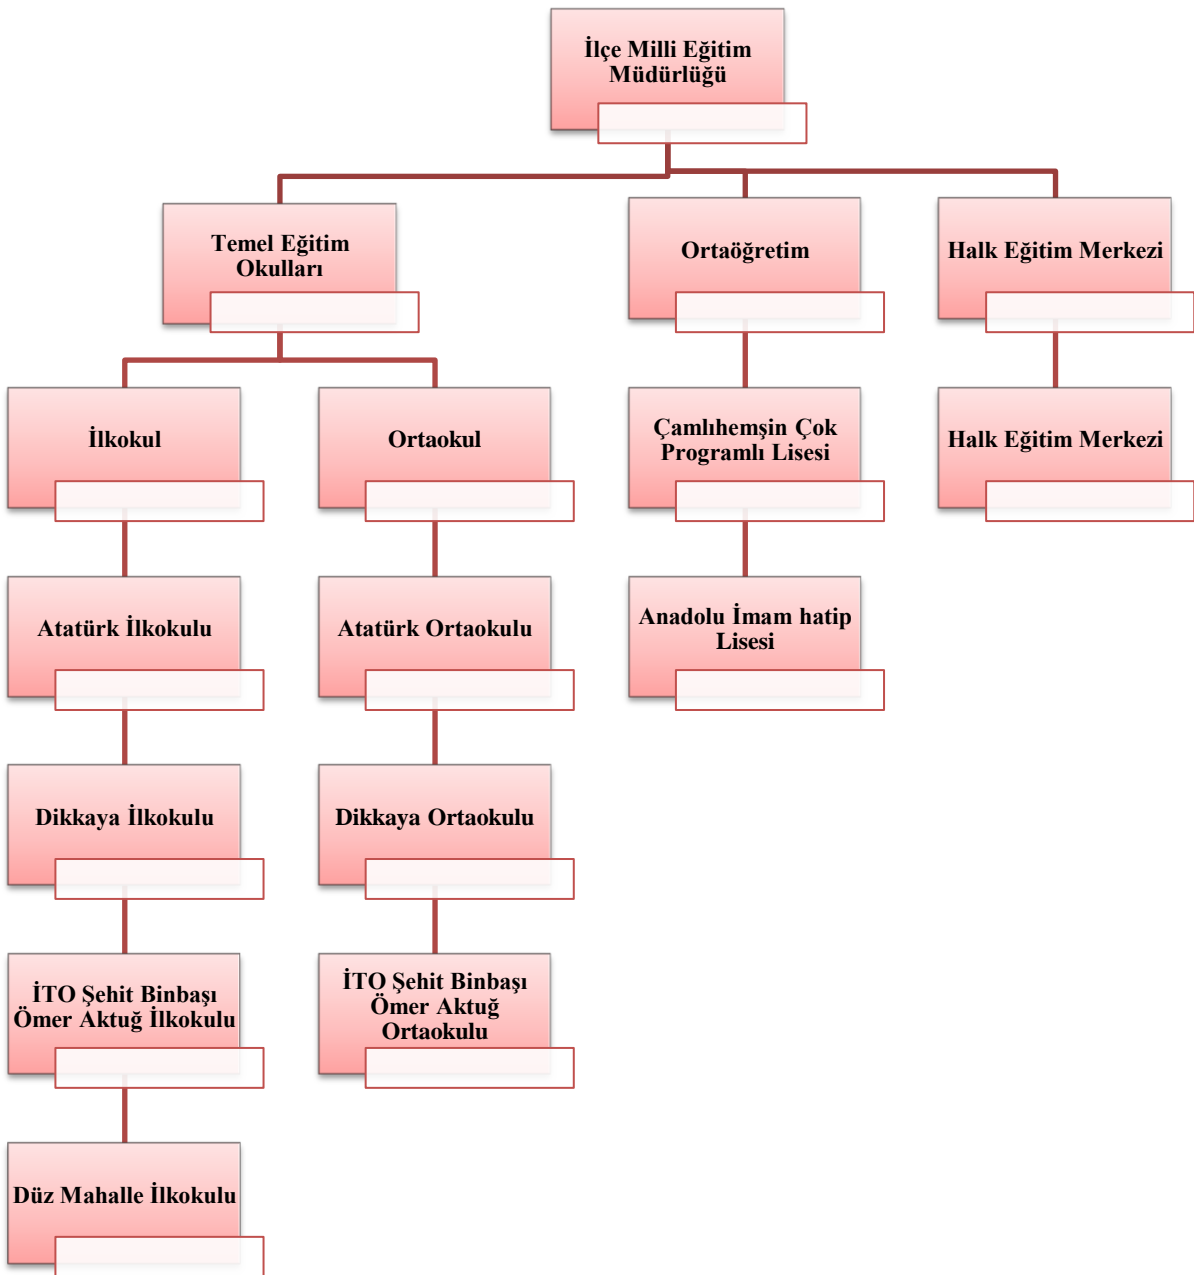 İlçe Milli Eğitim
Müdürlüğü
Temel Eğitim
Okulları
Ortaöğretim
Halk Eğitim Merkezi
İlkokul
Ortaokul
Çamlıhemşin Çok
Programlı Lisesi
Halk Eğitim Merkezi
Atatürk İlkokulu
Atatürk Ortaokulu
Anadolu İmam hatip
Lisesi
Dikkaya İlkokulu
Dikkaya Ortaokulu
İTO Şehit Binbaşı
Ömer Aktuğ İlkokulu
İTO Şehit Binbaşı
Ömer Aktuğ
Ortaokulu
Düz Mahalle İlkokulu